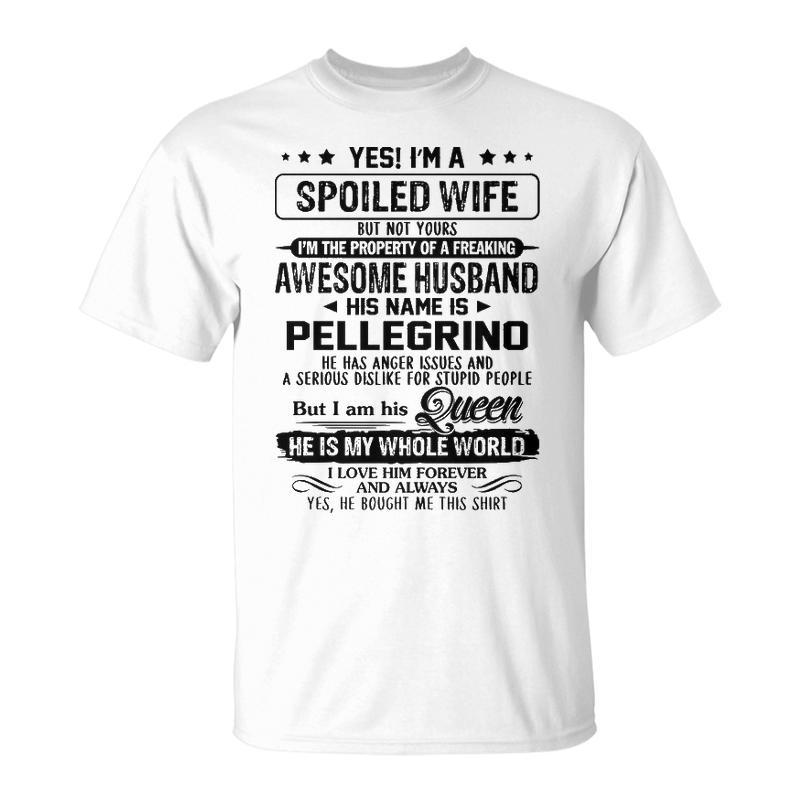 YES! I'M A
SPOILED WIFE
BUT NOT YOURS
I'M THE PROPERTY OF A FREAKING
AWESOME HUSBAND
HIS NAME IS
PELLEGRINO
HE HAS ANGER ISSUES AND
A SERIOUS DISLIKE FOR STUPID PEOPLE
But I am his Queen
HE IS MY WHOLE WORLD
I LOVE HIM FOREVER
AND ALWAYS
YES, HE BOUGHT ME THIS SHIRT